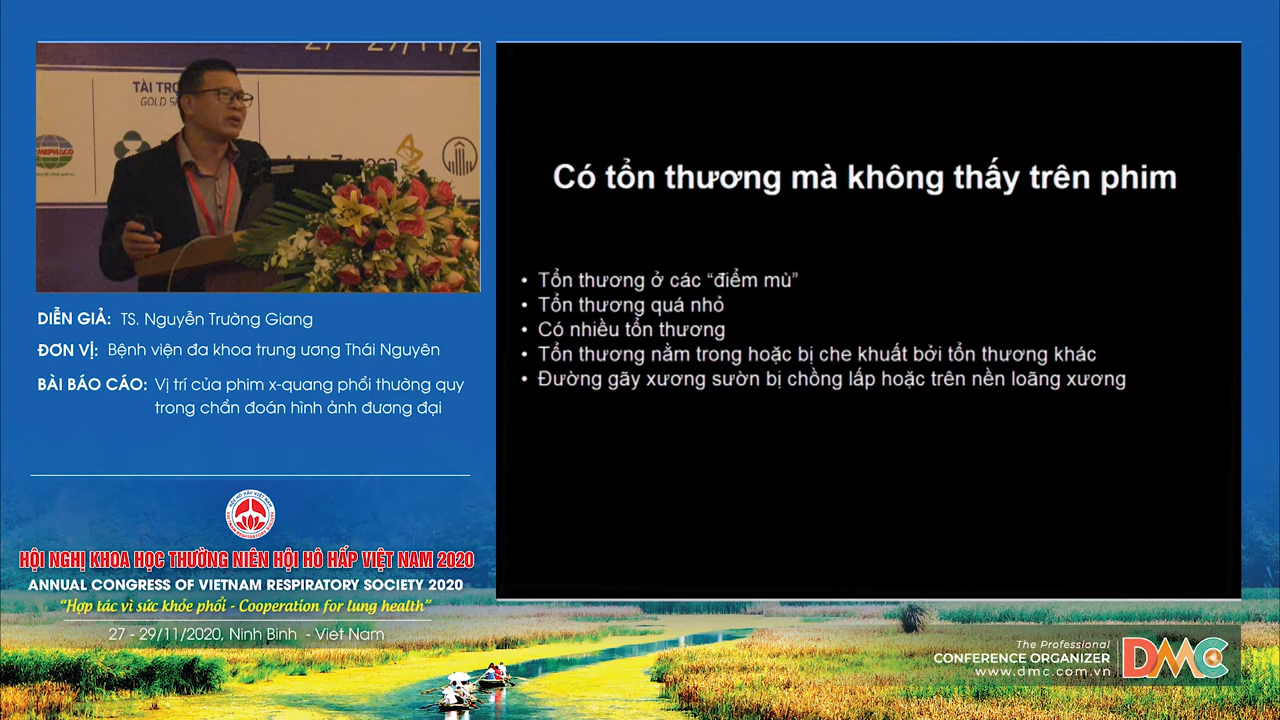 27 - 29/11/2
TÀI TRỢ
GOLD S
MEPHACO
DIỄN GIẢ: TS. Nguyễn Trường Giang
ĐƠN VỊ: Bệnh viện đa khoa trung ương Thái Nguyên
BÀI BÁO CÁO: Vị trí của phim x-quang phổi thường quy
trong chẩn đoán hình ảnh đương đại
HỘI NGHỊ KHOA HỌC THƯỜNG NIÊN HỘI HÔ HẤP VIỆT NAM 2020
ANNUAL CONGRESS OF VIETNAM RESPIRATORY SOCIETY 2020
“Hợp tác vì sức khỏe phổi - Cooperation for lung health”
27 - 29/11/2020, Ninh Binh - Viet Nam
Có tổn thương mà không thấy trên phim
• Tổn thương ở các “điểm mù”
• Tổn thương quá nhỏ
• Có nhiều tổn thương
• Tổn thương nằm trong hoặc bị che khuất bởi tổn thương khác
• Đường gãy xương sườn bị chồng lấp hoặc trên nền loãng xương
The Professional
CONFERENCE ORGANIZER
www.dmc.com.vn
DMC